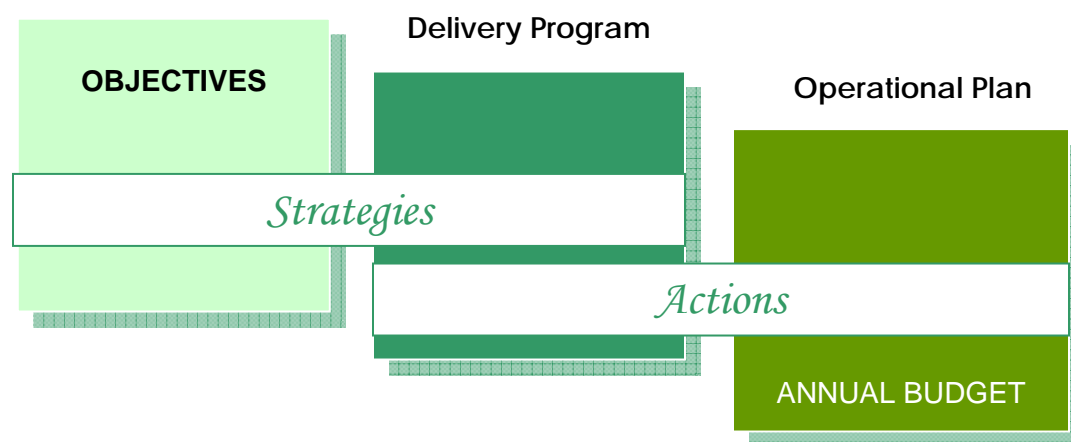 Delivery Program
OBJECTIVES
Operational Plan
Strategies
Actions
ANNUAL BUDGET